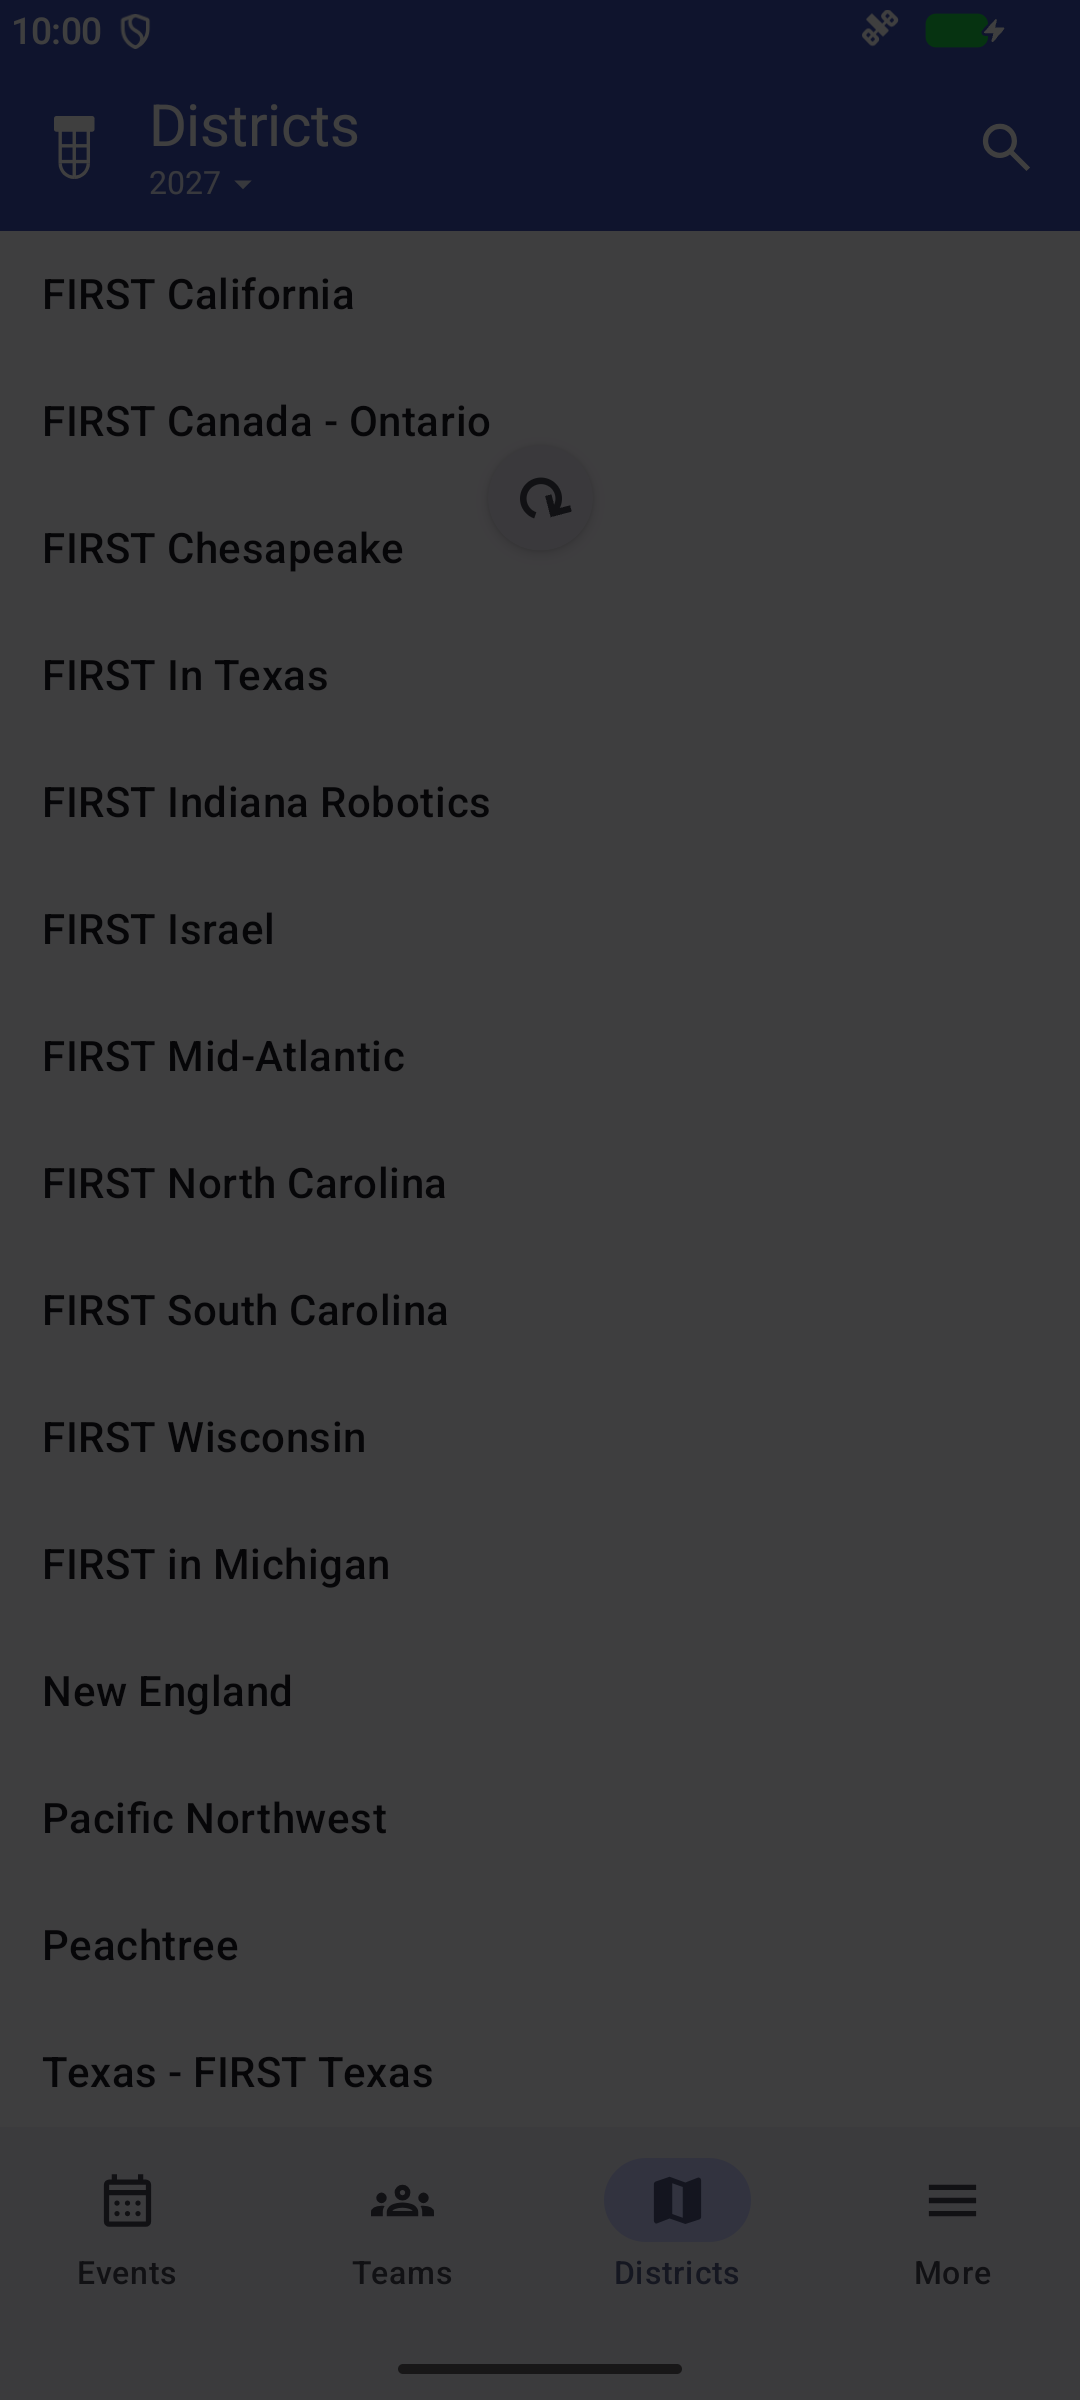 10:00
Districts
2027
FIRST California
FIRST Canada - Ontario
FIRST Chesapeake
FIRST In Texas
FIRST Indiana Robotics
FIRST Israel
FIRST Mid-Atlantic
FIRST North Carolina
FIRST South Carolina
FIRST Wisconsin
FIRST in Michigan
New England
Pacific Northwest
Peachtree
Texas - FIRST Texas
Events
Teams
Districts
More